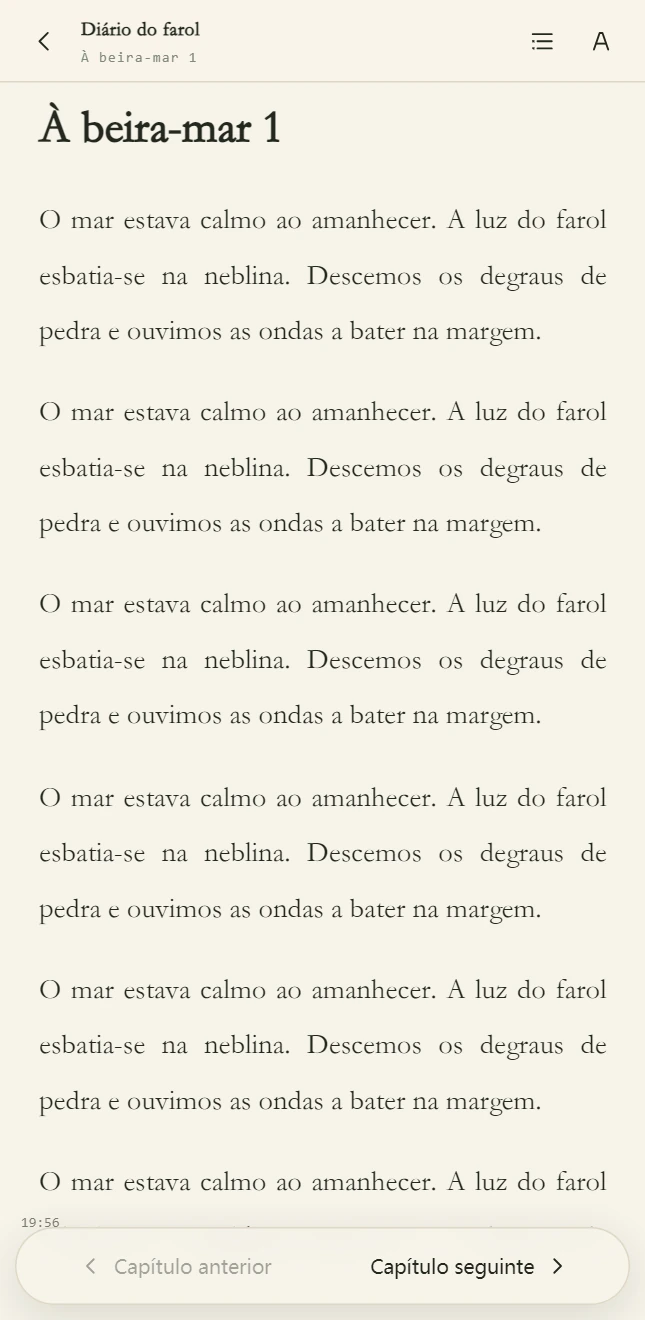 Diário do farol
À beira-mar 1
À beira-mar 1
O mar estava calmo ao amanhecer. A luz do farol
esbatia-se na neblina. Descemos os degraus de
pedra e ouvimos as ondas a bater na margem.
O mar estava calmo ao amanhecer. A luz do farol
esbatia-se na neblina. Descemos os degraus de
pedra e ouvimos as ondas a bater na margem.
O mar estava calmo ao amanhecer. A luz do farol
esbatia-se na neblina. Descemos os degraus de
pedra e ouvimos as ondas a bater na margem.
O mar estava calmo ao amanhecer. A luz do farol
esbatia-se na neblina. Descemos os degraus de
pedra e ouvimos as ondas a bater na margem.
O mar estava calmo ao amanhecer. A luz do farol
esbatia-se na neblina. Descemos os degraus de
pedra e ouvimos as ondas a bater na margem.
O mar estava calmo ao amanhecer. A luz do farol
19:56
Capítulo anterior
Capítulo seguinte